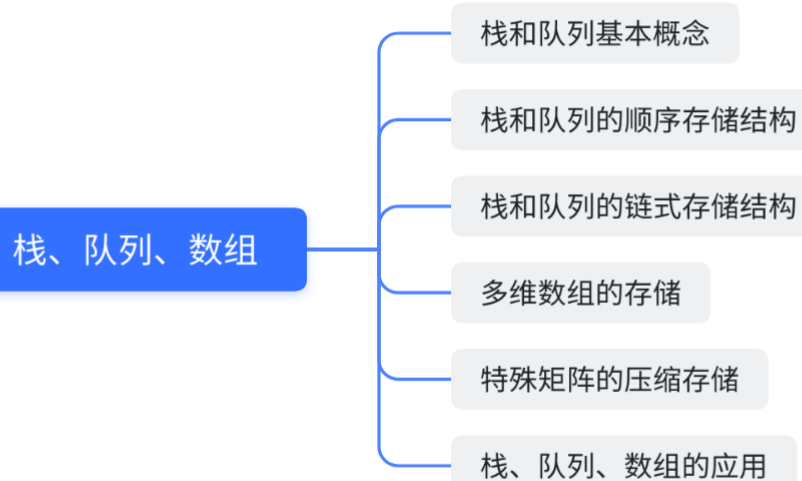 栈和队列基本概念
栈和队列的顺序存储结构
栈和队列的链式存储结构
栈、队列、数组
多维数组的存储
特殊矩阵的压缩存储
栈、队列、数组的应用